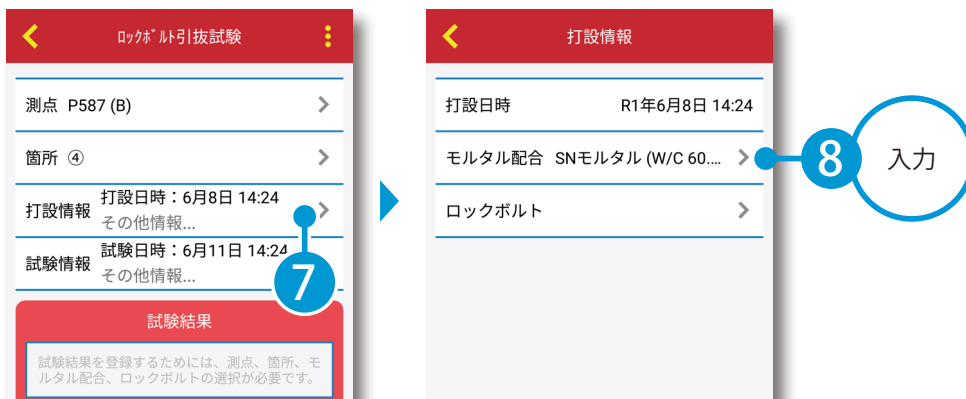 ﾛｯｸﾎﾞﾙﾄ引抜試験
測点 P587 (B)
箇所 ④
打設情報 打設日時：6月8日 14:24
その他情報...
試験情報 試験日時：6月11日 14:24
その他情報...
7
試験結果
試験結果を登録するためには、測点、箇所、モ
ルタル配合、ロックボルトの選択が必要です。
打設情報
打設日時 R1年6月8日 14:24
モルタル配合 SNモルタル (W/C 60....
ロックボルト
8 入力